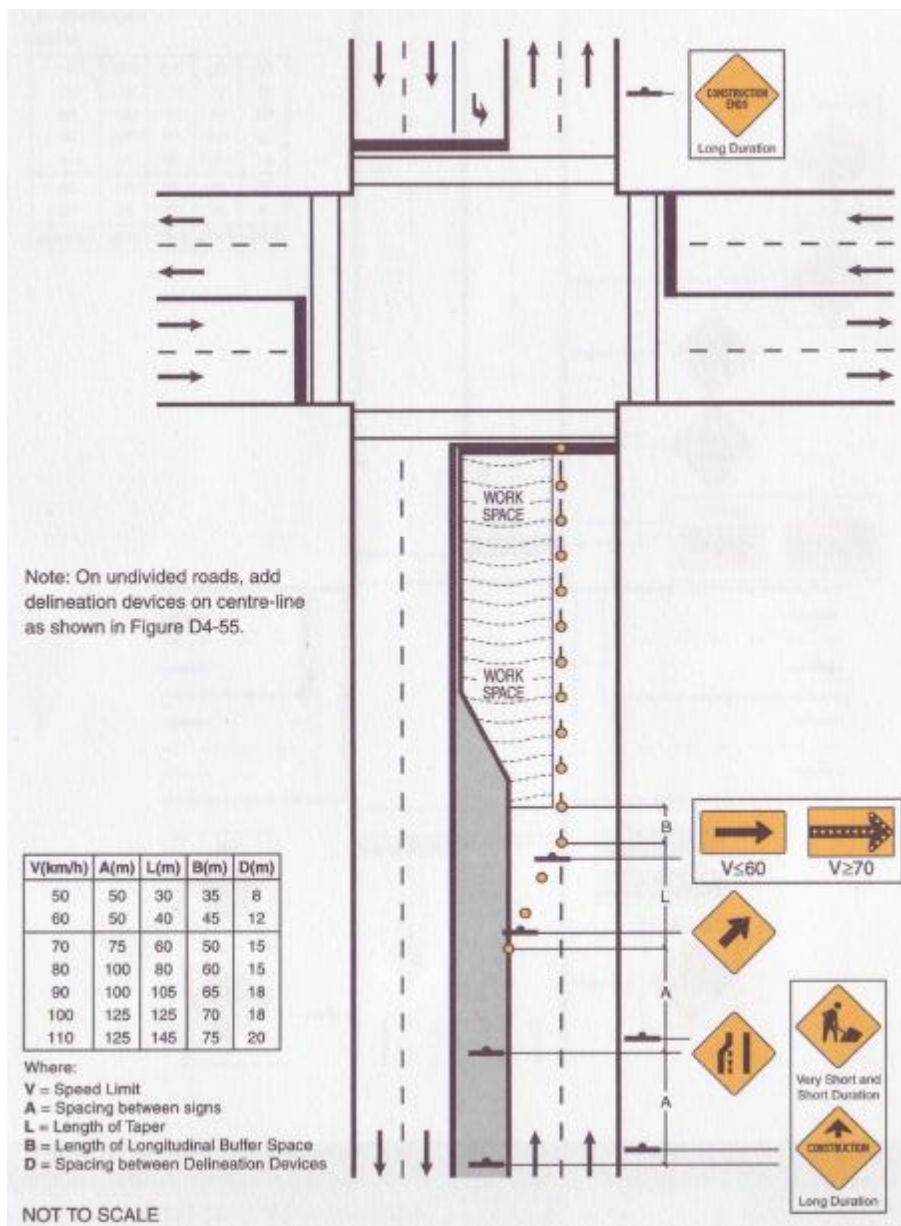 CONSTRUCTION
ENDS
Long Duration
WORK
SPACE
Note: On undivided roads, add
delineation devices on centre-line
as shown in Figure D4-55.
WORK
SPACE
B
V≤60 V≥70
L
V(km/h) A(m) L(m) B(m) D(m)
50 50 30 35 8
60 50 40 45 12
70 75 60 50 15
80 100 80 60 15
90 100 105 65 18
100 125 125 70 18
110 125 145 75 20
A
Where:
V = Speed Limit
A = Spacing between signs
L = Length of Taper
B = Length of Longitudinal Buffer Space
D = Spacing between Delineation Devices
Very Short and
Short Duration
A
CONSTRUCTION
Long Duration
NOT TO SCALE